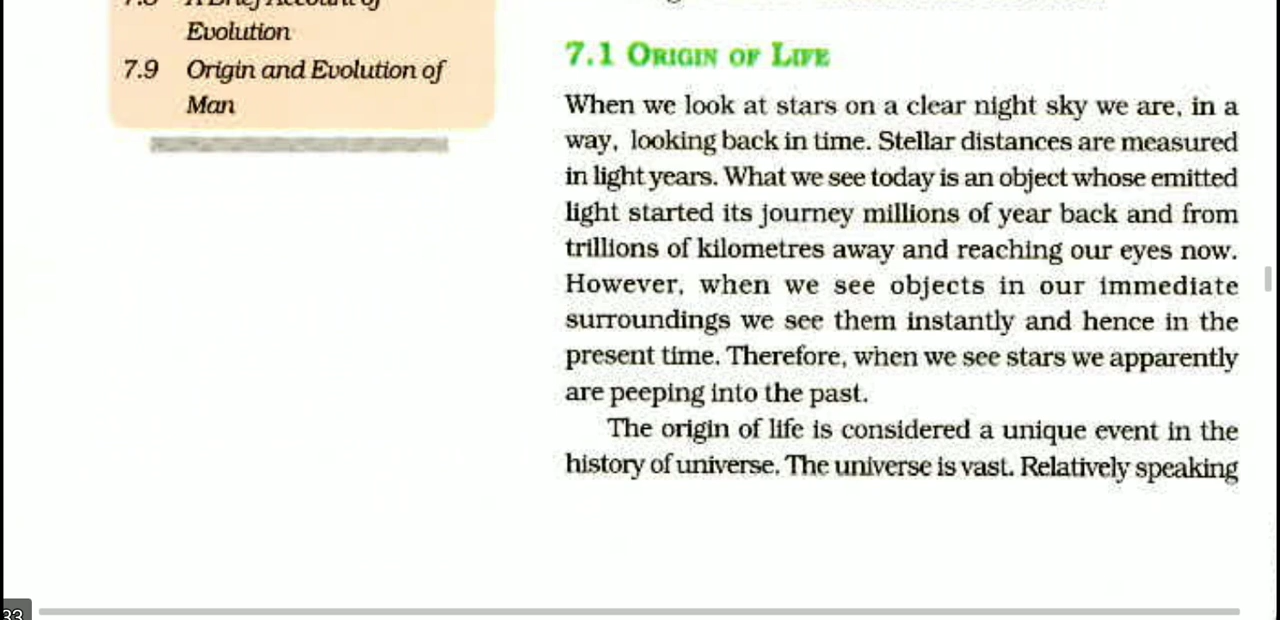 7.8 A Brief Account of
Evolution
7.9 Origin and Evolution of
Man
7.1 ORIGIN OF LIFE
When we look at stars on a clear night sky we are, in a
way, looking back in time. Stellar distances are measured
in light years. What we see today is an object whose emitted
light started its journey millions of year back and from
trillions of kilometres away and reaching our eyes now.
However, when we see objects in our immediate
surroundings we see them instantly and hence in the
present time. Therefore, when we see stars we apparently
are peeping into the past.
The origin of life is considered a unique event in the
history of universe. The universe is vast. Relatively speaking
33